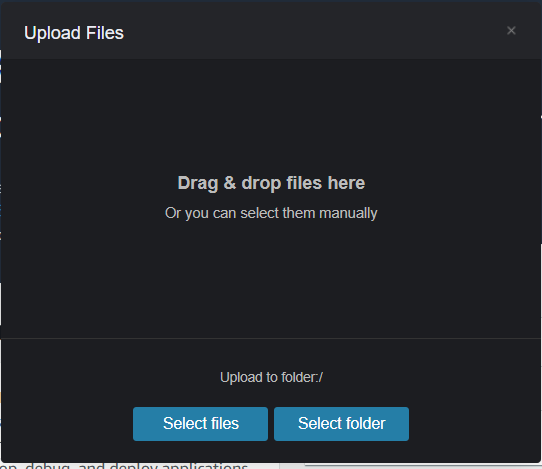 Upload Files
×
Drag & drop files here
Or you can select them manually
Upload to folder:/
Select files
Select folder
debug, and deploy applications